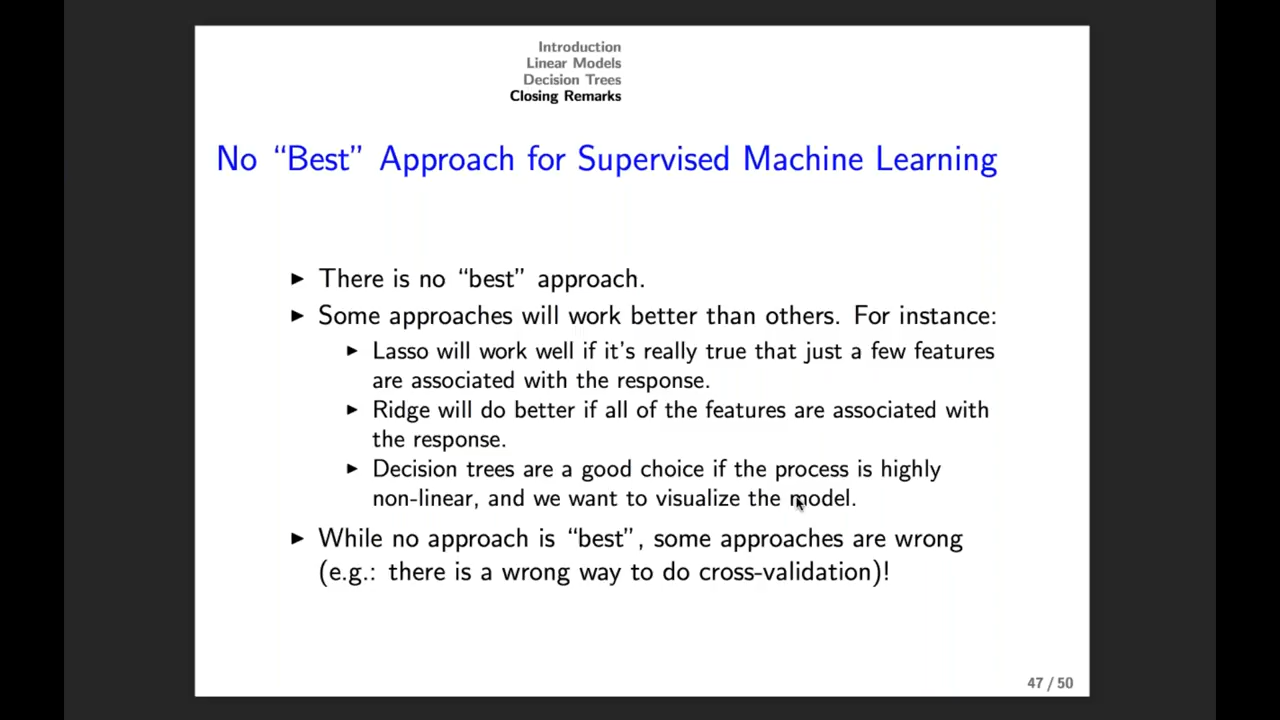 Introduction
Linear Models
Decision Trees
Closing Remarks
No “Best” Approach for Supervised Machine Learning
▶ There is no “best” approach.
▶ Some approaches will work better than others. For instance:
▶ Lasso will work well if it's really true that just a few features
are associated with the response.
▶ Ridge will do better if all of the features are associated with
the response.
▶ Decision trees are a good choice if the process is highly
non-linear, and we want to visualize the model.
▶ While no approach is “best”, some approaches are wrong
(e.g.: there is a wrong way to do cross-validation)!
47 / 50